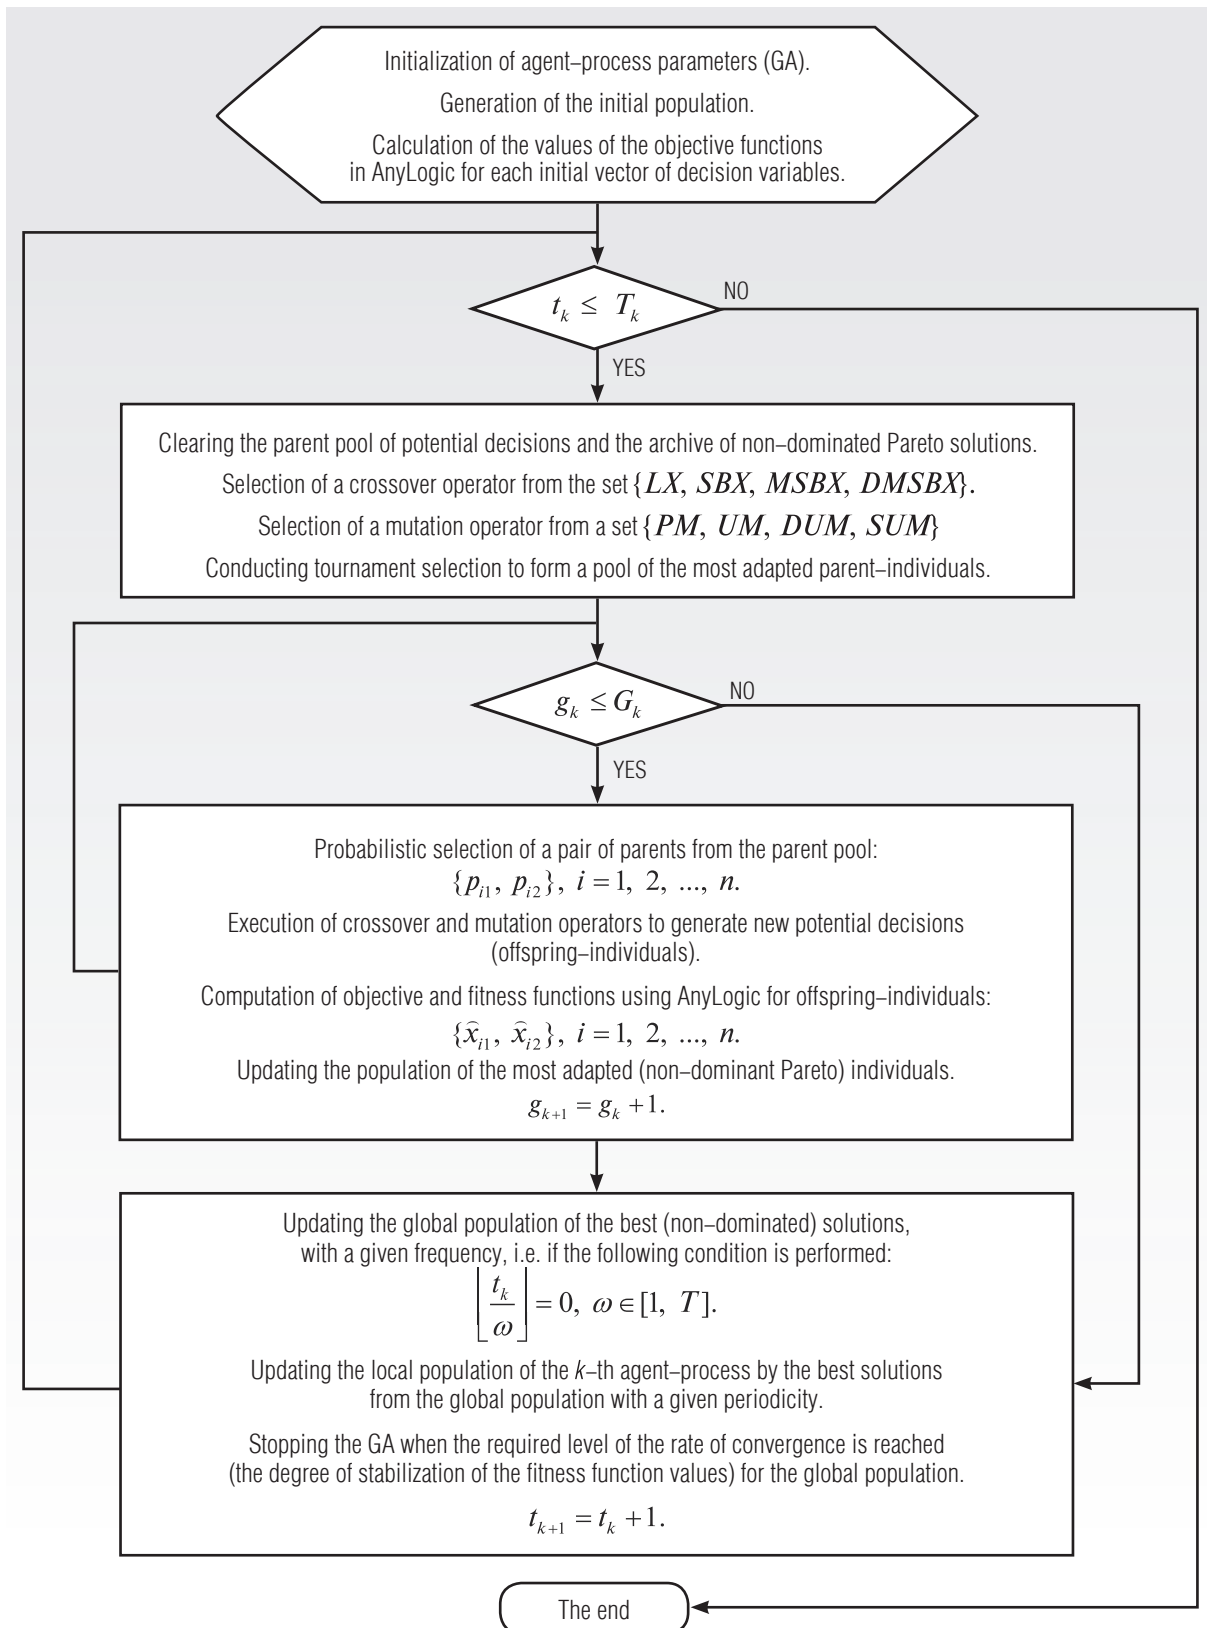 Initialization of agent–process parameters (GA).
Generation of the initial population.
Calculation of the values of the objective functions
in AnyLogic for each initial vector of decision variables.
t_k ≤ T_k
NO
YES
Clearing the parent pool of potential decisions and the archive of non–dominated Pareto solutions.
Selection of a crossover operator from the set {LX, SBX, MSBX, DMSBX}.
Selection of a mutation operator from a set {PM, UM, DUM, SUM}
Conducting tournament selection to form a pool of the most adapted parent–individuals.
g_k ≤ G_k
NO
YES
Probabilistic selection of a pair of parents from the parent pool:
{p_{i1}, p_{i2}}, i = 1, 2, ..., n.
Execution of crossover and mutation operators to generate new potential decisions
(offspring–individuals).
Computation of objective and fitness functions using AnyLogic for offspring–individuals:
{x̂_{i1}, x̂_{i2}}, i = 1, 2, ..., n.
Updating the population of the most adapted (non–dominant Pareto) individuals.
g_{k+1} = g_k + 1.
Updating the global population of the best (non–dominated) solutions,
with a given frequency, i.e. if the following condition is performed:
⌊t_k/ω⌋ = 0, ω ∈ [1, T].
Updating the local population of the k–th agent–process by the best solutions
from the global population with a given periodicity.
Stopping the GA when the required level of the rate of convergence is reached
(the degree of stabilization of the fitness function values) for the global population.
t_{k+1} = t_k + 1.
The end